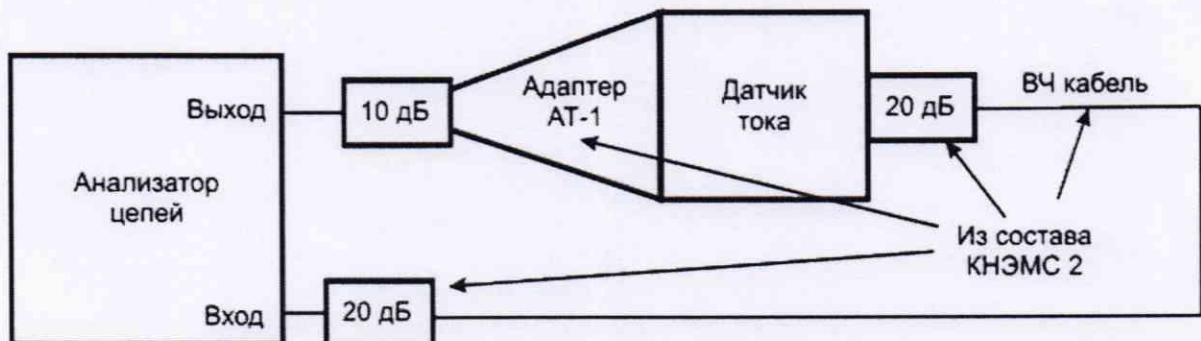 Анализатор
цепей
Выход
Вход
10 дБ
Адаптер
АТ-1
Датчик
тока
20 дБ
ВЧ кабель
Из состава
КНЭМС 2
20 дБ